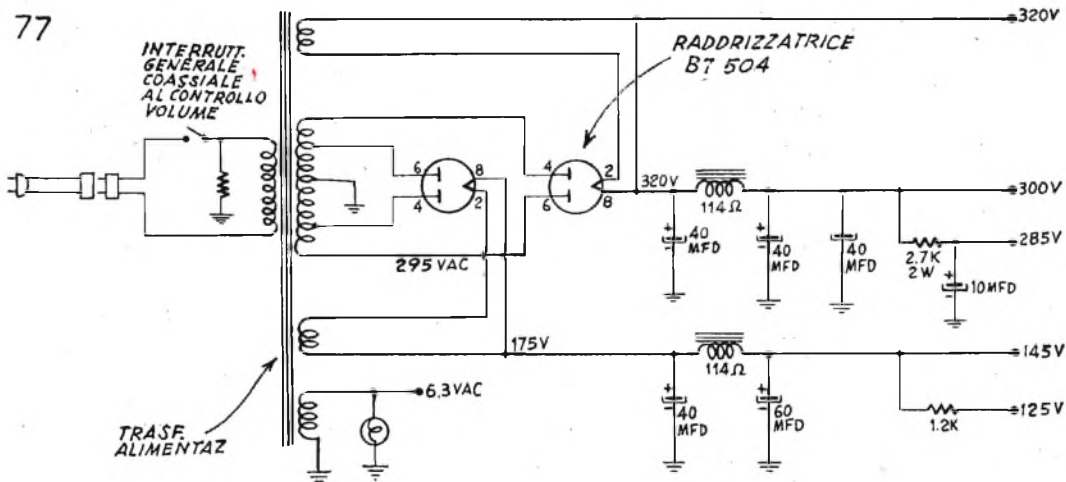 77
INTERRUTT.
GENERALE
COASSIALE
AL CONTROLLO
VOLUME
RADDRIZZATRICE
BT 504
320V
6
8
4
2
4
2
6
8
320V
114Ω
300V
285V
2.7K
2W
+
-
40
MFD
+
-
40
MFD
+
40
MFD
+
-
10MFD
295 VAC
175V
114Ω
145V
125V
1.2K
+
-
40
MFD
+
-
60
MFD
6,3VAC
TRASF.
ALIMENTAZ